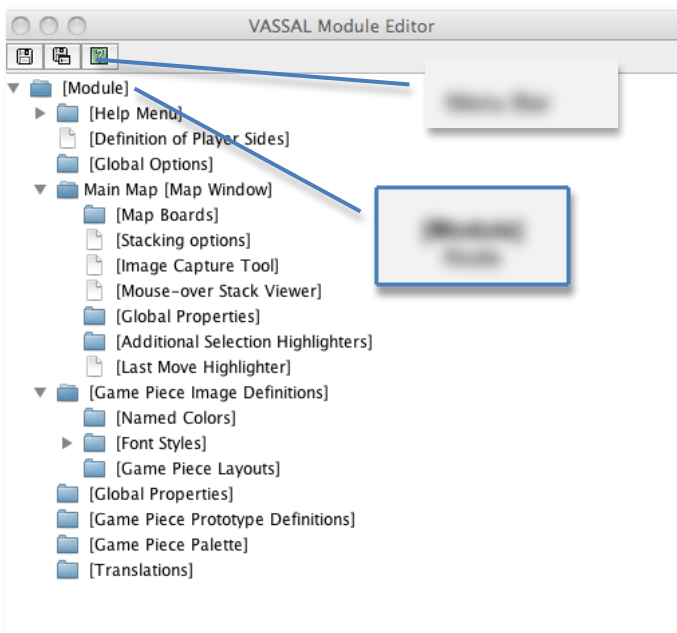 VASSAL Module Editor
[Module]
[Help Menu]
[Definition of Player Sides]
[Global Options]
Main Map [Map Window]
[Map Boards]
[Stacking options]
[Image Capture Tool]
[Mouse-over Stack Viewer]
[Global Properties]
[Additional Selection Highlighters]
[Last Move Highlighter]
[Game Piece Image Definitions]
[Named Colors]
[Font Styles]
[Game Piece Layouts]
[Global Properties]
[Game Piece Prototype Definitions]
[Game Piece Palette]
[Translations]